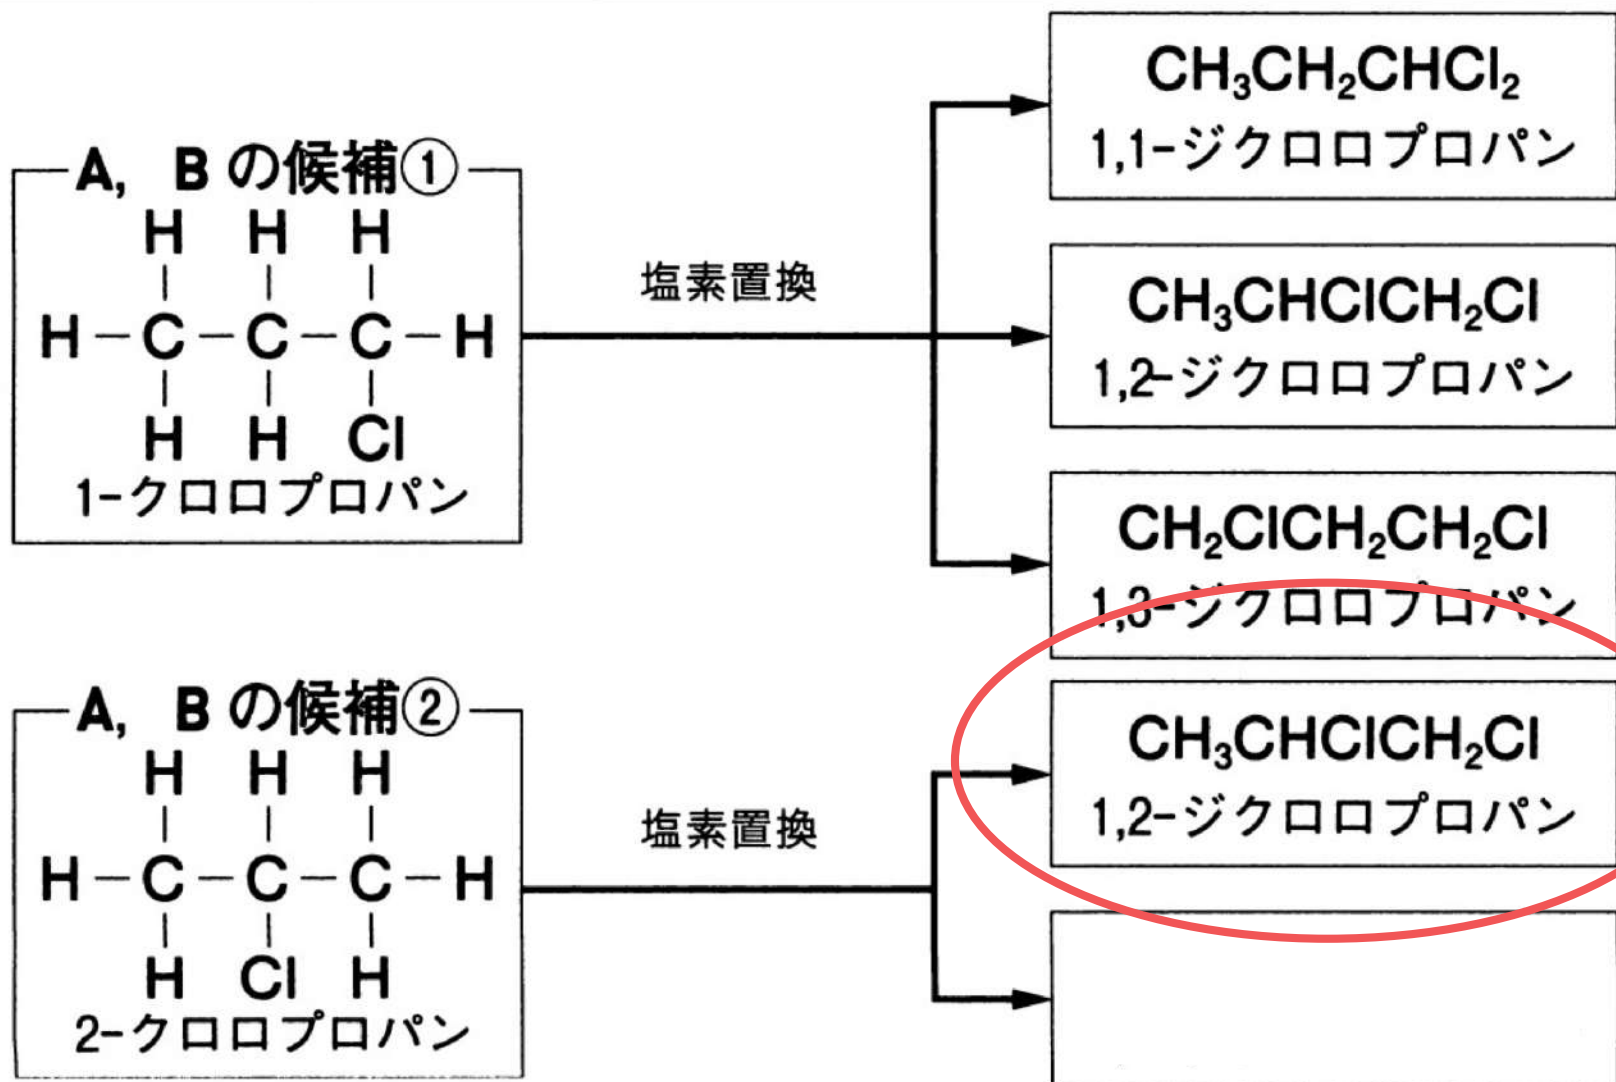 A, B の候補①
H H H
H－C－C－C－H
H H Cl
1-クロロプロパン
塩素置換
CH₃CH₂CHCl₂
1,1-ジクロロプロパン
CH₃CHClCH₂Cl
1,2-ジクロロプロパン
CH₂ClCH₂CH₂Cl
1,3-ジクロロプロパン
A, B の候補②
H H H
H－C－C－C－H
H Cl H
2-クロロプロパン
塩素置換
CH₃CHClCH₂Cl
1,2-ジクロロプロパン